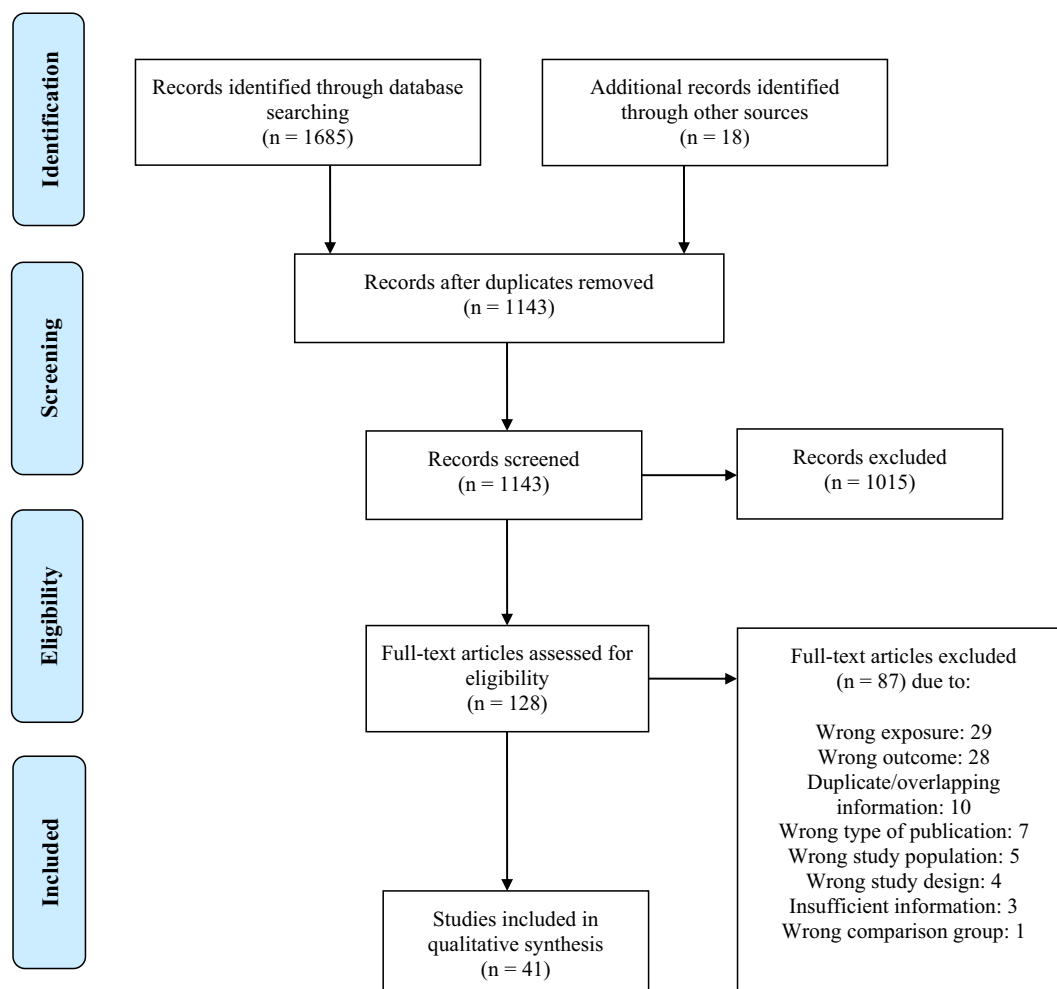 Identification
Records identified through database
searching
(n = 1685)
Additional records identified
through other sources
(n = 18)
Screening
Records after duplicates removed
(n = 1143)
Records screened
(n = 1143)
Records excluded
(n = 1015)
Eligibility
Full-text articles assessed for
eligibility
(n = 128)
Full-text articles excluded
(n = 87) due to:
Wrong exposure: 29
Wrong outcome: 28
Duplicate/overlapping
information: 10
Wrong type of publication: 7
Wrong study population: 5
Wrong study design: 4
Insufficient information: 3
Wrong comparison group: 1
Included
Studies included in
qualitative synthesis
(n = 41)